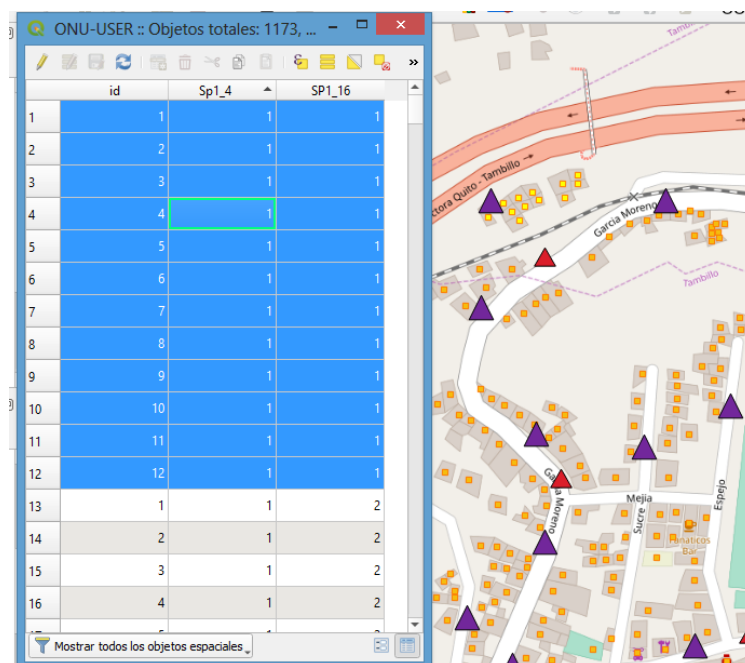 ONU-USER :: Objetos totales: 1173, ...
»
id Sp1_4 SP1_16
1 1 1 1
2 2 1 1
3 3 1 1
4 4 1 1
5 5 1 1
6 6 1 1
7 7 1 1
8 8 1 1
9 9 1 1
10 10 1 1
11 11 1 1
12 12 1 1
13 1 1 2
14 2 1 2
15 3 1 2
16 4 1 2
Mostrar todos los objetos espaciales
ctora Quito - Tambillo
Garcia Moreno
Tambillo
Garcia Moreno
Mejia
Sucre
Espejo
Bar